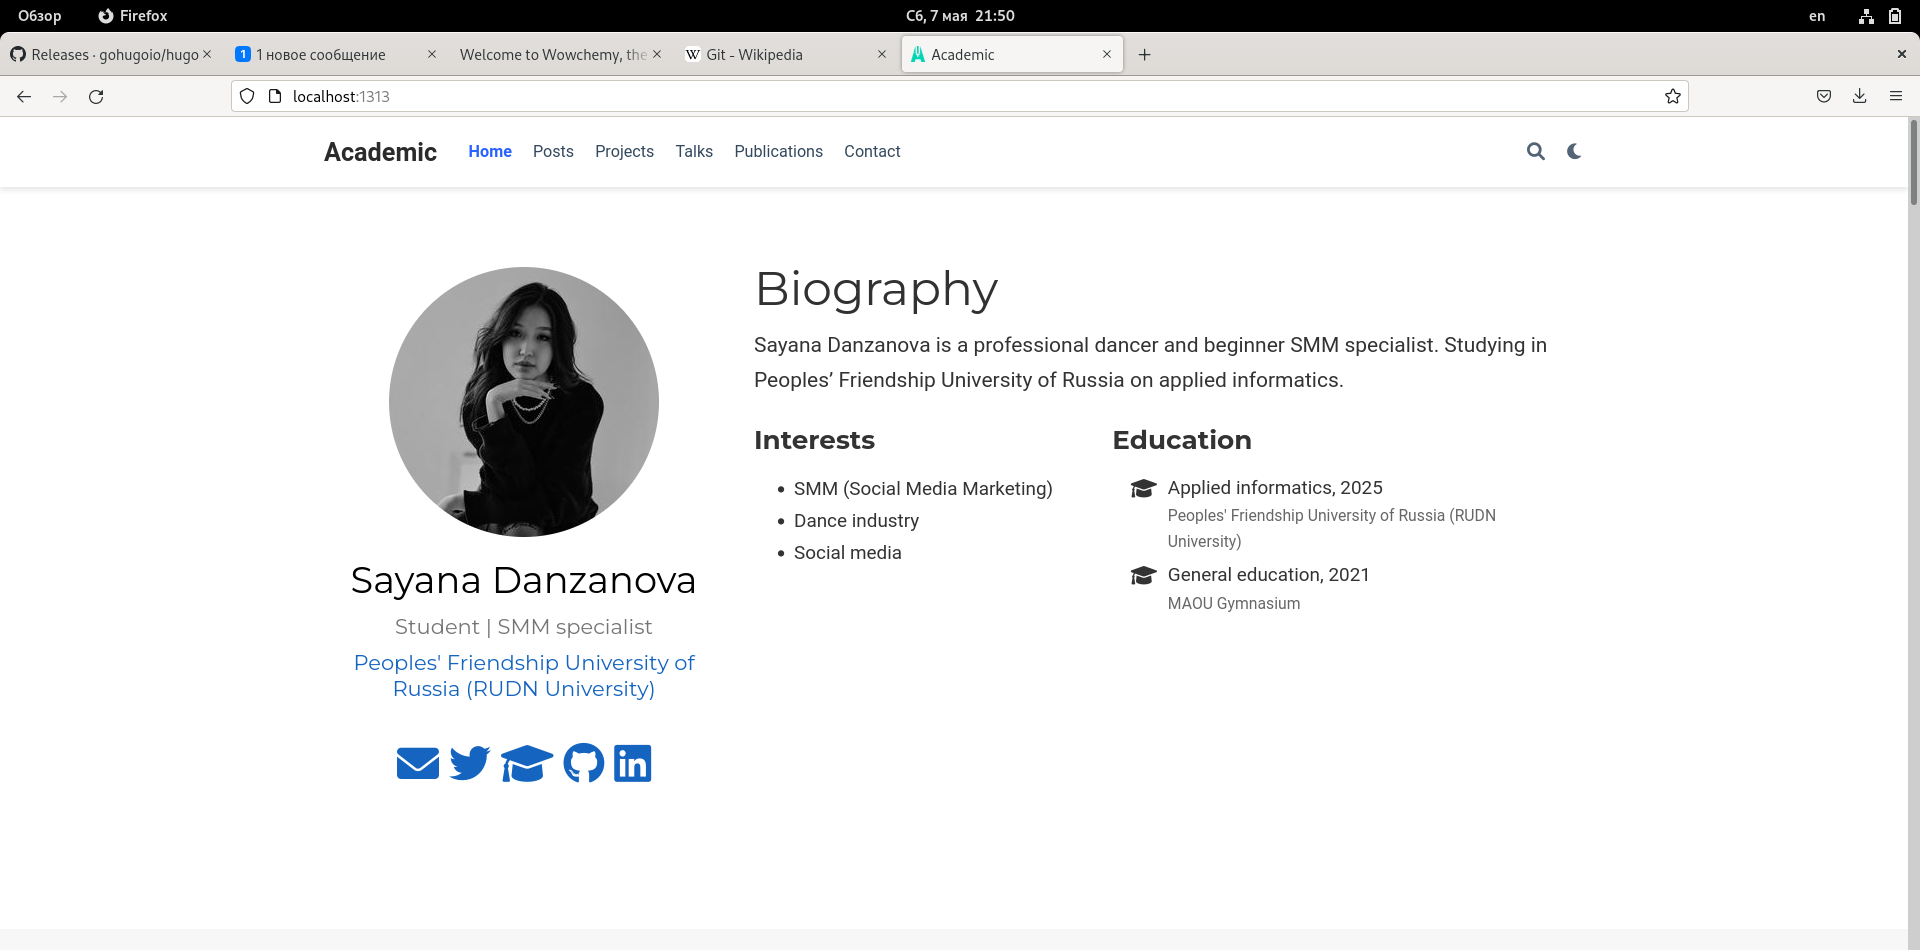 Обзор
Firefox
Сб, 7 мая 21:50
en
Releases · gohugoio/hugo
1
1 новое сообщение
Welcome to Wowchemy, the
W
Git - Wikipedia
Academic
localhost:1313
Academic
Home
Posts
Projects
Talks
Publications
Contact
Biography
Sayana Danzanova is a professional dancer and beginner SMM specialist. Studying in
Peoples’ Friendship University of Russia on applied informatics.
Interests
SMM (Social Media Marketing)
Dance industry
Social media
Education
Applied informatics, 2025
Peoples' Friendship University of Russia (RUDN
University)
General education, 2021
MAOU Gymnasium
Sayana Danzanova
Student | SMM specialist
Peoples' Friendship University of
Russia (RUDN University)
in